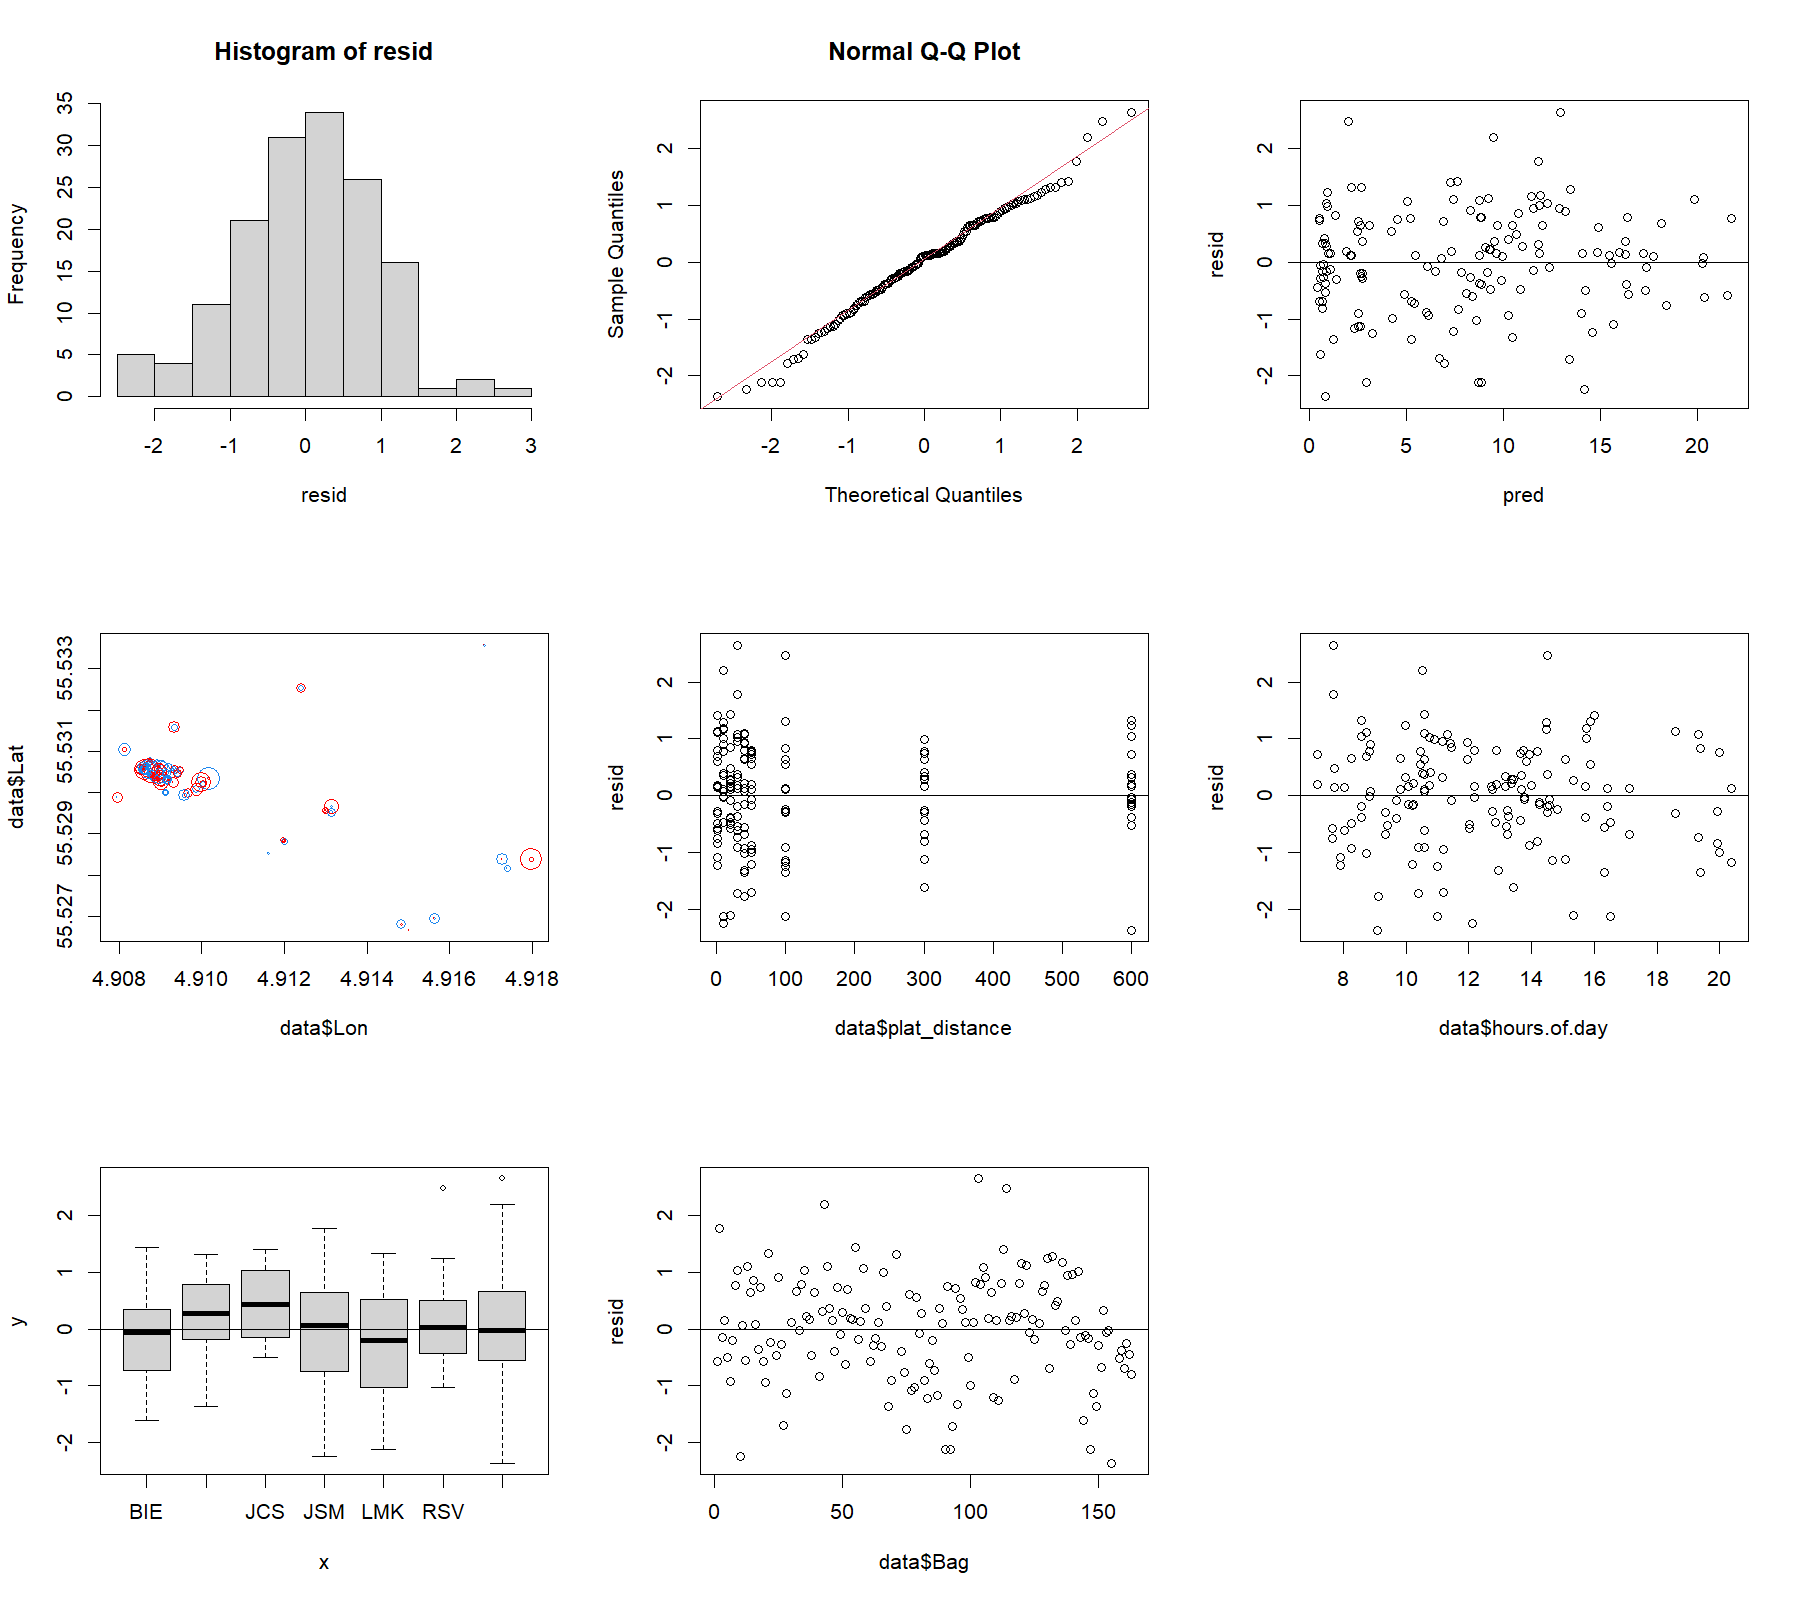 Histogram of resid
Frequency
35
30
25
20
15
10
5
0
-2 -1 0 1 2 3
resid
Normal Q-Q Plot
Sample Quantiles
2
1
0
-1
-2
-2 -1 0 1 2
Theoretical Quantiles
resid
2
1
0
-1
-2
0 5 10 15 20
pred
data$Lat
55.533
55.531
55.529
55.527
4.908 4.910 4.912 4.914 4.916 4.918
data$Lon
resid
2
1
0
-1
-2
0 100 200 300 400 500 600
data$plat_distance
resid
2
1
0
-1
-2
8 10 12 14 16 18 20
data$hours.of.day
y
2
1
0
-1
-2
BIE JCS JSM LMK RSV
x
resid
2
1
0
-1
-2
0 50 100 150
data$Bag